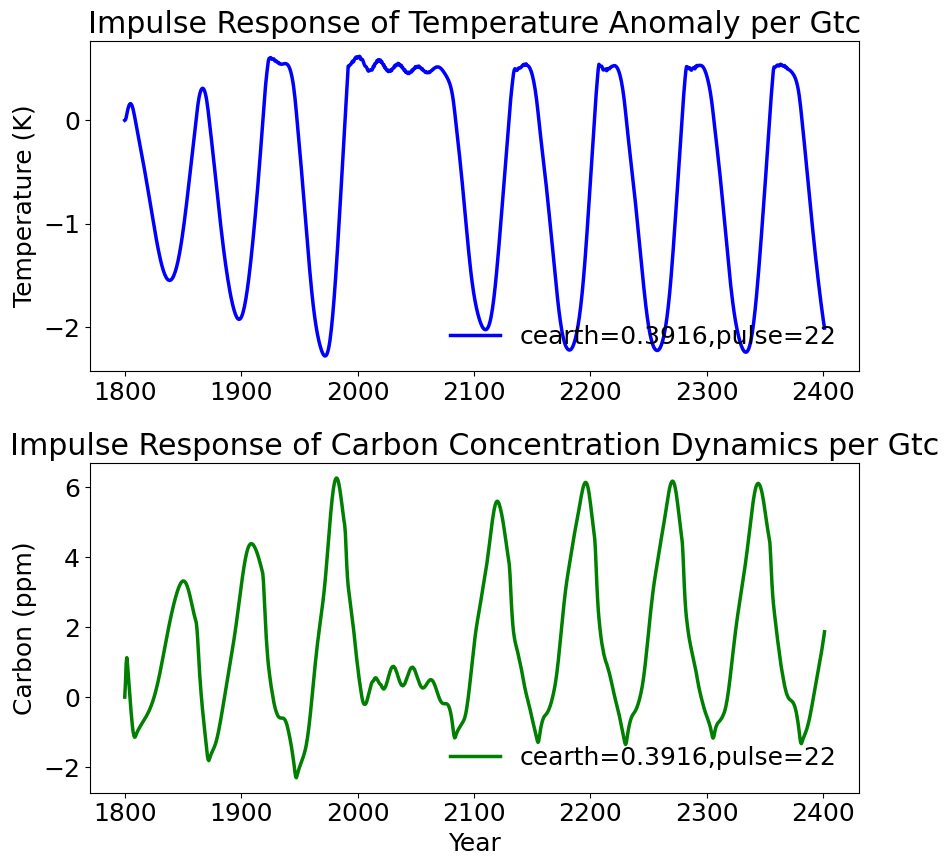 Impulse Response of Temperature Anomaly per Gtc
Temperature (K)
0
−1
−2
cearth=0.3916,pulse=22
1800 1900 2000 2100 2200 2300 2400
Impulse Response of Carbon Concentration Dynamics per Gtc
Carbon (ppm)
6
4
2
0
−2
cearth=0.3916,pulse=22
1800 1900 2000 2100 2200 2300 2400
Year